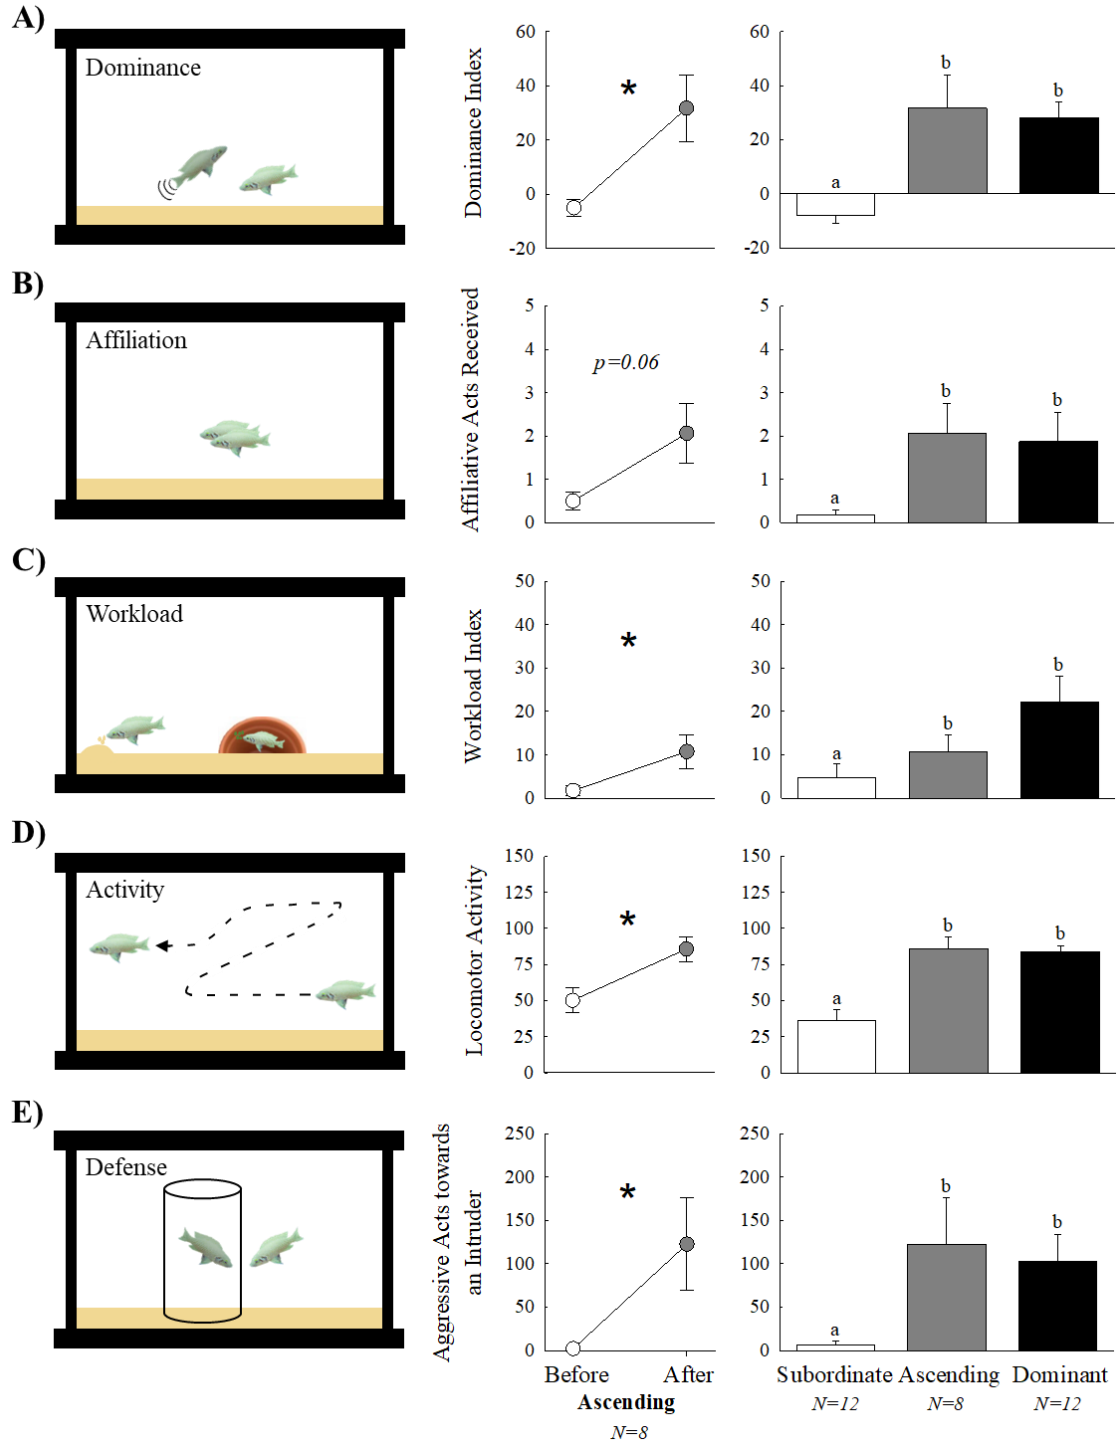 A)
Dominance
Dominance Index
60
40
20
0
-20
*
60
40
20
0
-20
a
b
b
B)
Affiliation
Affiliative Acts Received
5
4
3
2
1
0
p=0.06
5
4
3
2
1
0
a
b
b
C)
Workload
Workload Index
50
40
30
20
10
0
*
50
40
30
20
10
0
a
b
b
D)
Activity
Locomotor Activity
150
125
100
75
50
25
0
*
150
125
100
75
50
25
0
a
b
b
E)
Defense
Aggressive Acts towards
an Intruder
250
200
150
100
50
0
*
250
200
150
100
50
0
a
b
b
Before After
Ascending
N=8
Subordinate Ascending Dominant
N=12 N=8 N=12